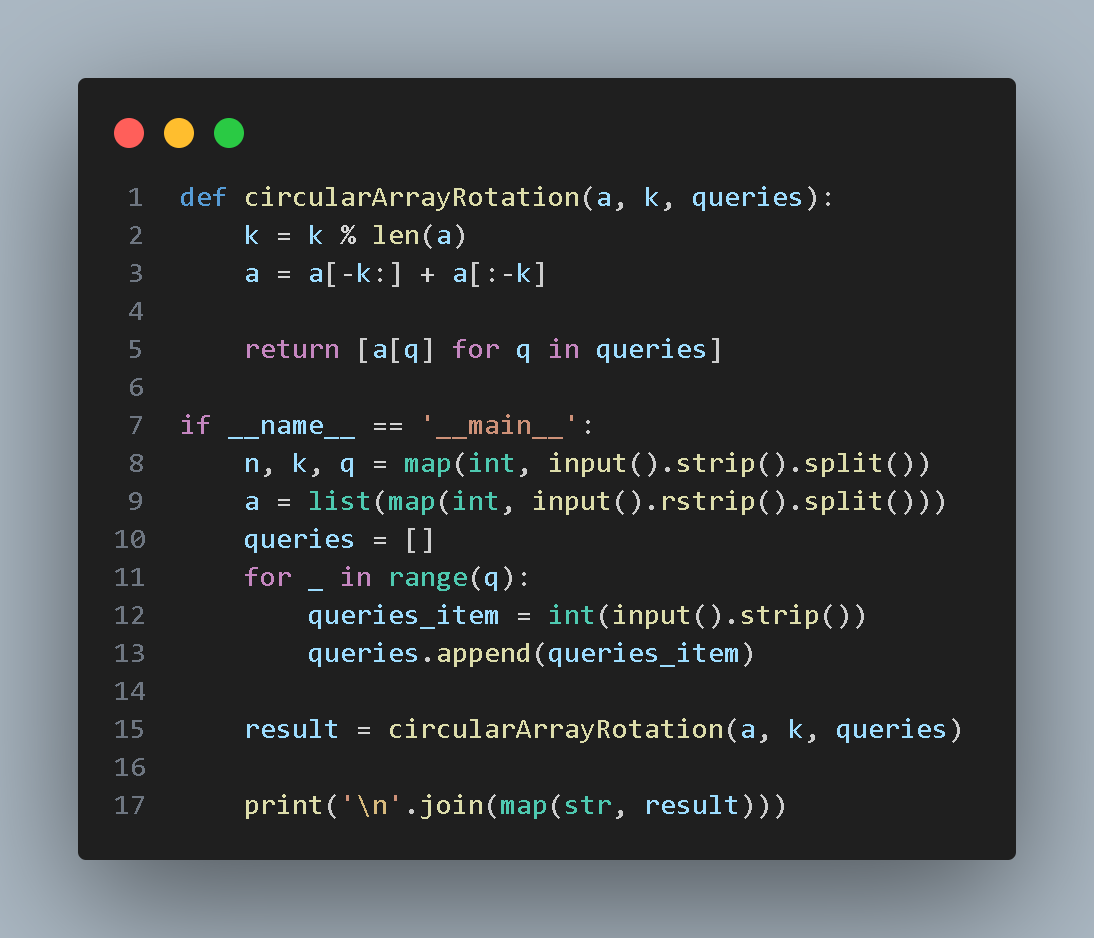 1 def circularArrayRotation(a, k, queries):
2     k = k % len(a)
3     a = a[-k:] + a[:-k]
4
5     return [a[q] for q in queries]
6
7 if __name__ == '__main__':
8     n, k, q = map(int, input().strip().split())
9     a = list(map(int, input().rstrip().split()))
10     queries = []
11     for _ in range(q):
12         queries_item = int(input().strip())
13         queries.append(queries_item)
14
15     result = circularArrayRotation(a, k, queries)
16
17     print('\n'.join(map(str, result)))